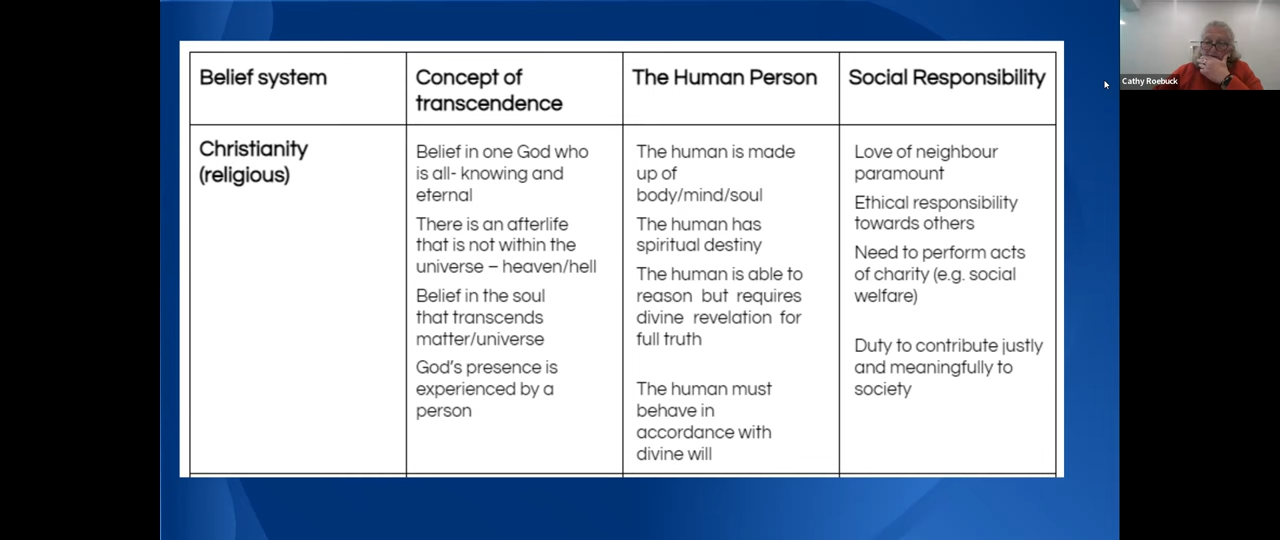 Belief system
Concept of
transcendence
The Human Person
Social Responsibility
Christianity
(religious)
Belief in one God who
is all- knowing and
eternal
There is an afterlife
that is not within the
universe – heaven/hell
Belief in the soul
that transcends
matter/universe
God's presence is
experienced by a
person
The human is made
up of
body/mind/soul
The human has
spiritual destiny
The human is able to
reason but requires
divine revelation for
full truth
The human must
behave in
accordance with
divine will
Love of neighbour
paramount
Ethical responsibility
towards others
Need to perform acts
of charity (e.g. social
welfare)
Duty to contribute justly
and meaningfully to
society
Cathy Roebuck